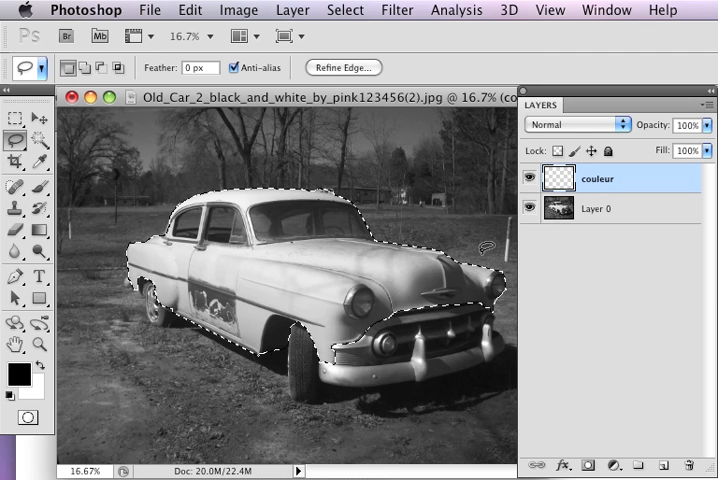 Photoshop File Edit Image Layer Select Filter Analysis 3D View Window Help
Ps Br Mb 16.7%
Feather: 0 px Anti-alias Refine Edge...
Old_Car_2_black_and_white_by_pink123456(2).jpg @ 16.7% (co
LAYERS
Normal Opacity: 100%
Lock: Fill: 100%
couleur
Layer 0
T
16.67% Doc: 20.0M/22.4M
fx